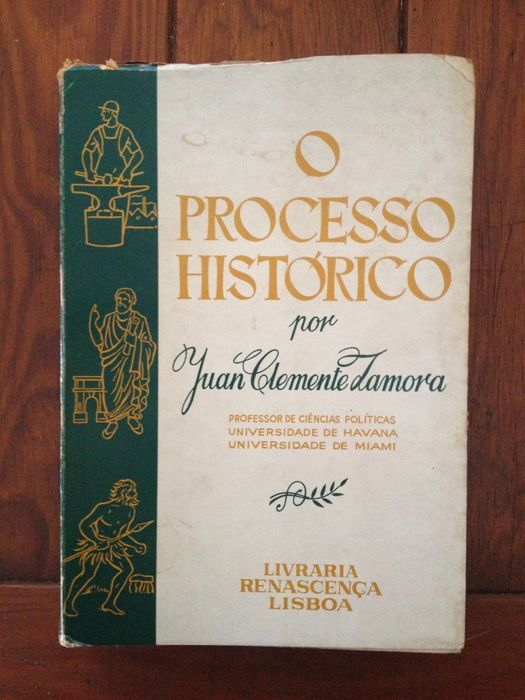 O
PROCESSO
HISTÓRICO
por
Juan Clemente Zamora
PROFESSOR DE CIÊNCIAS POLÍTICAS
UNIVERSIDADE DE HAVANA
UNIVERSIDADE DE MIAMI
LIVRARIA
RENASCENÇA
LISBOA